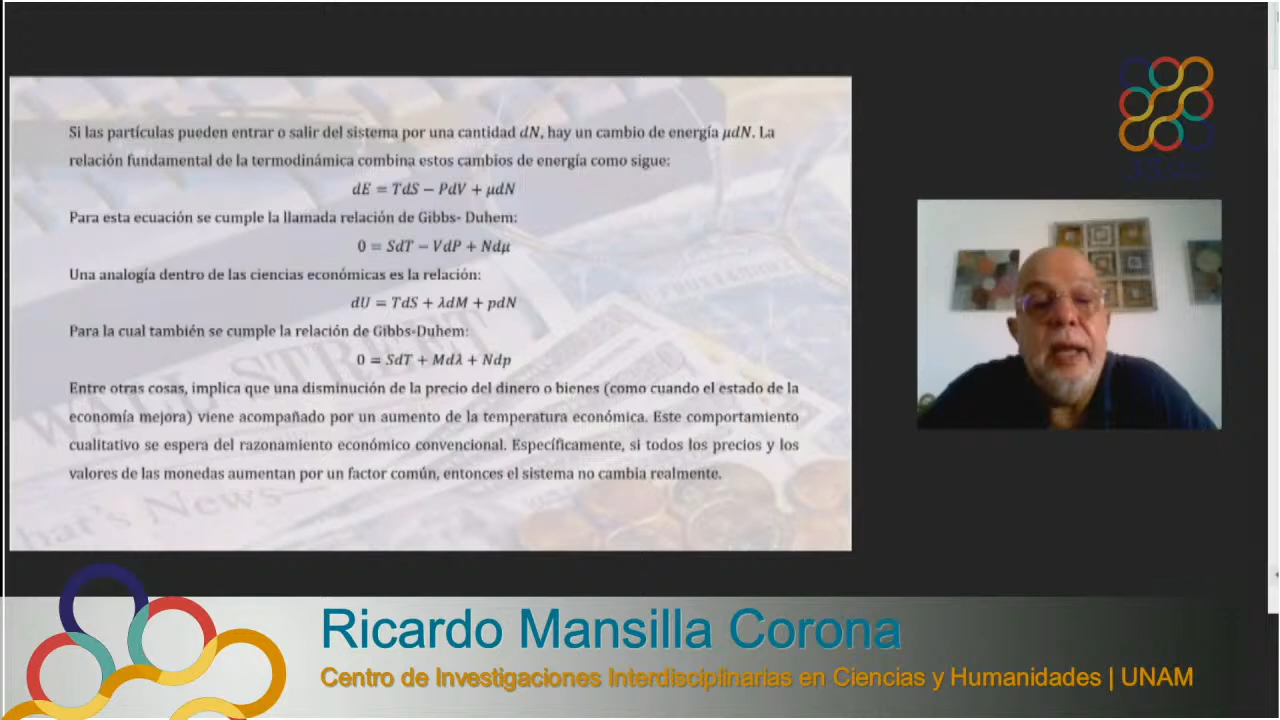 Si las partículas pueden entrar o salir del sistema por una cantidad dN, hay un cambio de energía μdN. La
relación fundamental de la termodinámica combina estos cambios de energía como sigue:
dE = TdS − PdV + μdN
Para esta ecuación se cumple la llamada relación de Gibbs- Duhem:
0 = SdT − VdP + Ndμ
Una analogía dentro de las ciencias económicas es la relación:
dU = TdS + λdM + pdN
Para la cual también se cumple la relación de Gibbs-Duhem:
0 = SdT + Mdλ + Ndp
Entre otras cosas, implica que una disminución de la precio del dinero o bienes (como cuando el estado de la
economía mejora) viene acompañado por un aumento de la temperatura económica. Este comportamiento
cualitativo se espera del razonamiento económico convencional. Específicamente, si todos los precios y los
valores de las monedas aumentan por un factor común, entonces el sistema no cambia realmente.
WALL STREET
hat's News—
Ricardo Mansilla Corona
Centro de Investigaciones Interdisciplinarias en Ciencias y Humanidades | UNAM